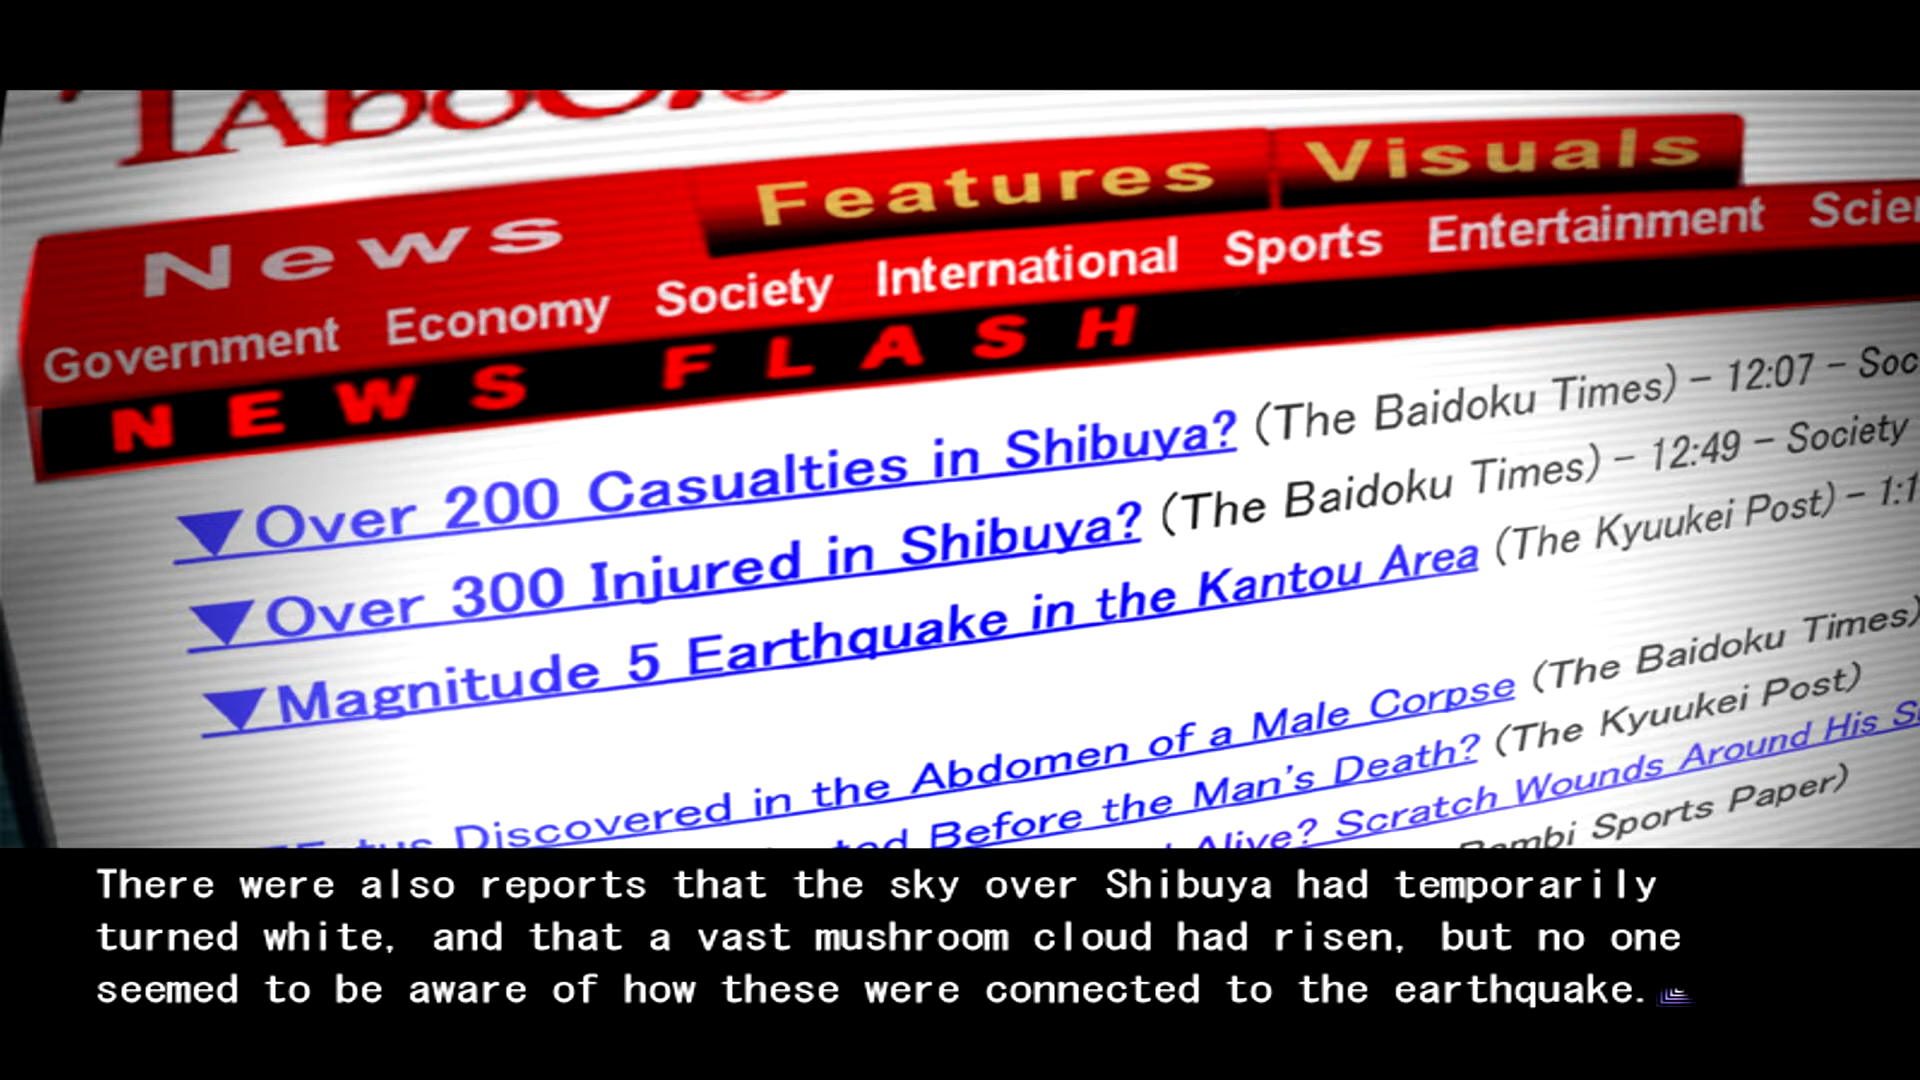 News Features Visuals
Government Economy Society International Sports Entertainment
NEWS FLASH
▼Over 200 Casualties in Shibuya? (The Baidoku Times) – 12:07 –
▼Over 300 Injured in Shibuya? (The Baidoku Times) – 12:49 – Society
▼Magnitude 5 Earthquake in the Kantou Area (The Kyuukei Post) –
Discovered in the Abdomen of a Male Corpse (The Baidoku Times)
Before the Man's Death? (The Kyuukei Post)
Alive? Scratch Wounds Around His
Sports Paper)
There were also reports that the sky over Shibuya had temporarily
turned white, and that a vast mushroom cloud had risen, but no one
seemed to be aware of how these were connected to the earthquake.